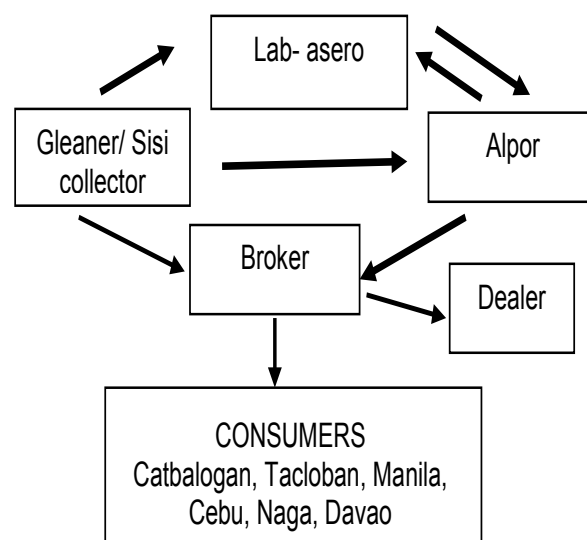 Lab- asero
Gleaner/ Sisi
collector
Alpor
Broker
Dealer
CONSUMERS
Catbalogan, Tacloban, Manila,
Cebu, Naga, Davao